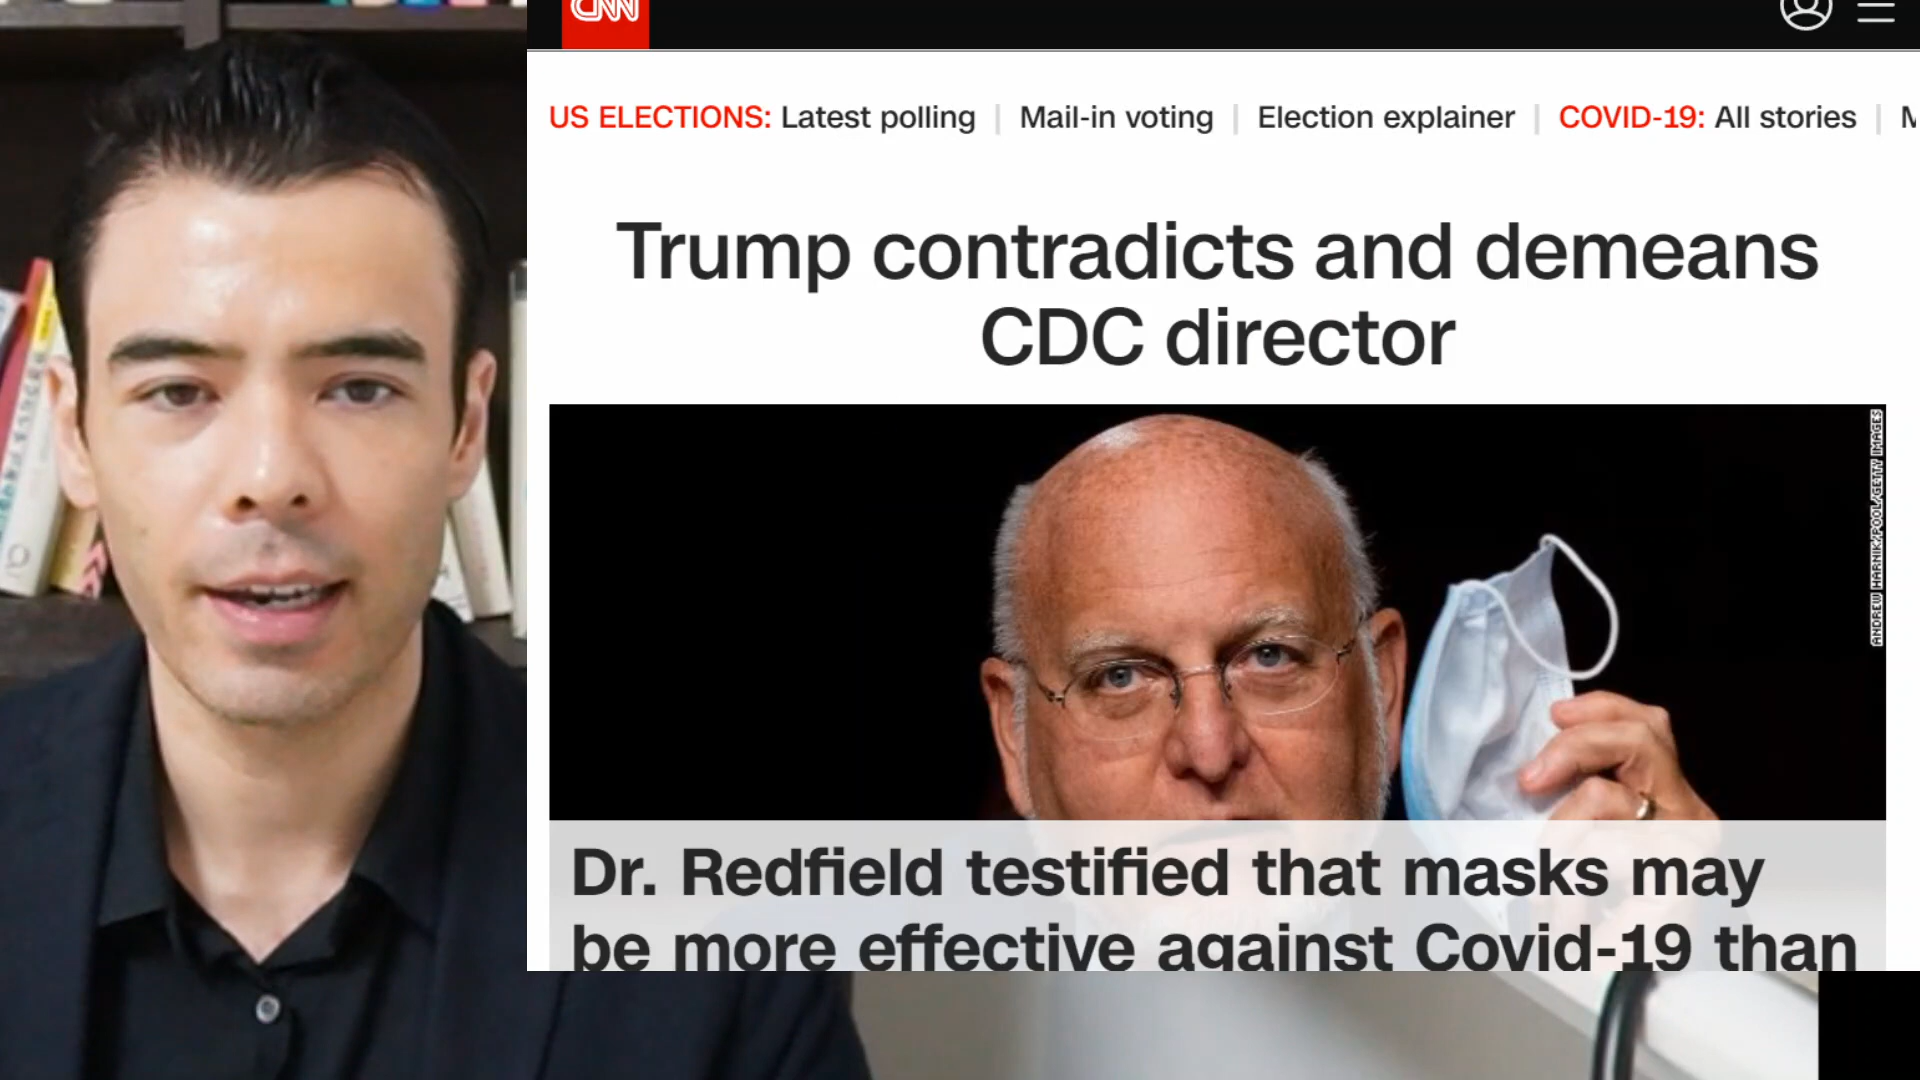 CNN
US ELECTIONS: Latest polling | Mail-in voting | Election explainer | COVID-19: All stories |
Trump contradicts and demeans
CDC director
ANDREW HARNIK/POOL/GETTY IMAGES
Dr. Redfield testified that masks may
be more effective against Covid-19 than